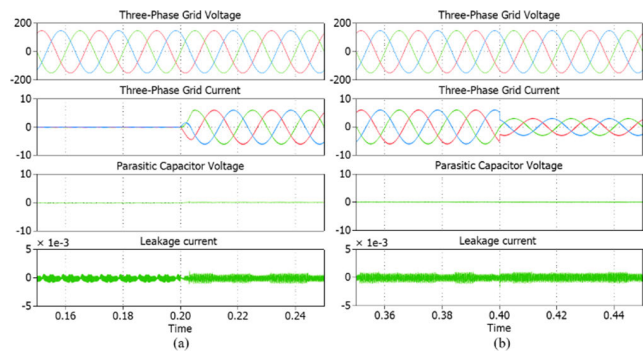 Three-Phase Grid Voltage
200
0
-200
Three-Phase Grid Current
10
0
-10
Parasitic Capacitor Voltage
10
0
-10
× 1e-3
Leakage current
5
0
-5
0.16 0.18 0.20 0.22 0.24
Time
(a)
Three-Phase Grid Voltage
200
0
-200
Three-Phase Grid Current
10
0
-10
Parasitic Capacitor Voltage
10
0
-10
× 1e-3
Leakage current
5
0
-5
0.36 0.38 0.40 0.42 0.44
Time
(b)